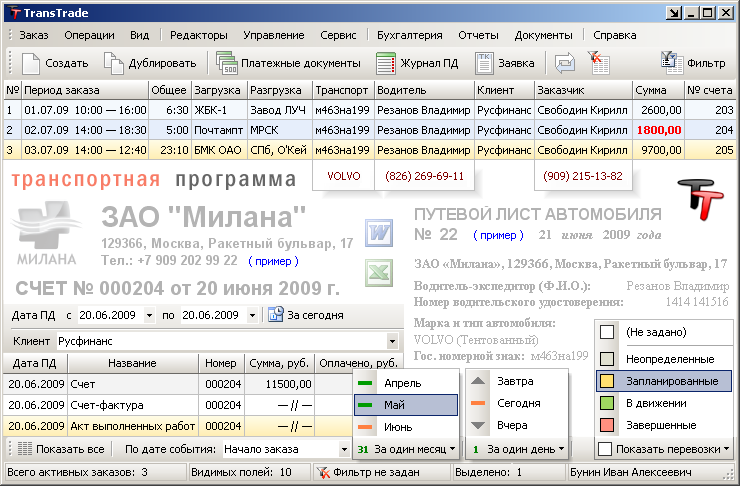 TransTrade
Заказ Операции Вид Редакторы Управление Сервис Бухгалтерия Отчеты Документы Справка
Создать Дублировать Платежные документы Журнал ПД Заявка Фильтр
№ Период заказа Общее Загрузка Разгрузка Транспорт Водитель Клиент Заказчик Сумма № счета
1 01.07.09 10:00 — 16:00 6:30 ЖБК-1 Завод ЛУЧ м463на199 Резанов Владимир Русфинанс Свободин Кирилл 2600,00 203
2 02.07.09 14:00 — 18:30 5:00 Почтампт МРСК м463на199 Резанов Владимир Русфинанс Свободин Кирилл 1800,00 204
3 03.07.09 14:00 — 12:40 23:10 БМК ОАО СПб, О'Кей м463на199 Резанов Владимир Русфинанс Свободин Кирилл 9700,00 205
транспортная программа VOLVO (826) 269-69-11 (909) 215-13-82
МИЛАНА
ЗАО "Милана"
129366, Москва, Ракетный бульвар, 17
Тел.: +7 909 202 99 22 ( пример )
СЧЕТ № 000204 от 20 июня 2009 г.
ПУТЕВОЙ ЛИСТ АВТОМОБИЛЯ
№ 22 ( пример ) 21 июня 2009 года
ЗАО «Милана», 129366, Москва, Ракетный бульвар, 17
Водитель-экспедитор (Ф.И.О.): Резанов Владимир
Номер водительского удостоверения: 1414 141516
Марка и тип автомобиля:
VOLVO (Тентованный)
Гос. номерной знак: м463на199
Дата ПД с 20.06.2009 по 20.06.2009 За сегодня
Клиент Русфинанс
Дата ПД Название Номер Сумма, руб. Оплачено, руб.
20.06.2009 Счет 000204 11500,00
20.06.2009 Счет-фактура 000204 — // —
20.06.2009 Акт выполненных работ 000204 — // —
Апрель
Май
Июнь
31 За один месяц
Завтра
Сегодня
Вчера
1 За один день
(Не задано)
Неопределенные
Запланированные
В движении
Завершенные
Показать перевозки
Показать все По дате события: Начало заказа
Всего активных заказов: 3 Видимых полей: 10 Фильтр не задан Выделено: 1 Бунин Иван Алексеевич